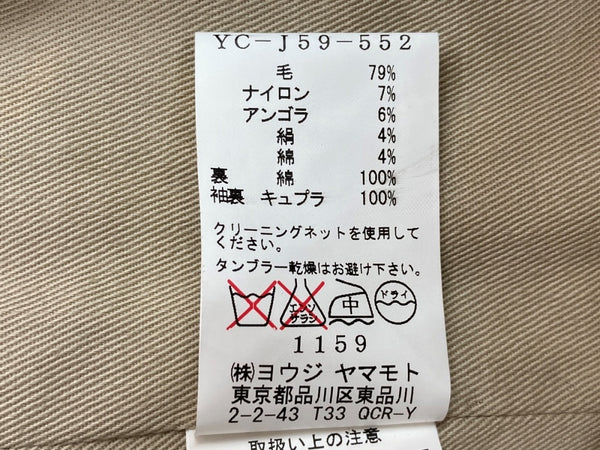 YC-J59-552
毛 79%
ナイロン 7%
アンゴラ 6%
絹 4%
綿 4%
裏 綿 100%
袖裏 キュプラ 100%
クリーニングネットを使用して
ください。
タンブラー乾燥はお避け下さい。
エンソ
サラシ
中
ドライ
1159
㈱ヨウジ ヤマモト
東京都品川区東品川
2-2-43 T33 QCR-Y
取扱い上の注意